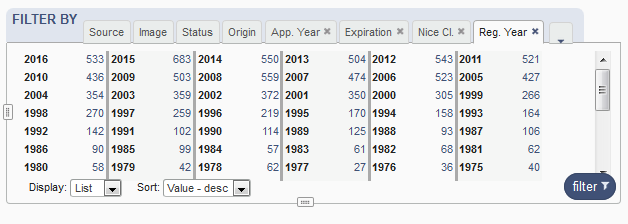 FILTER BY Source Image Status Origin App. Year ✖ Expiration ✖ Nice Cl. ✖ Reg. Year ✖
2016 533 2015 683 2014 550 2013 504 2012 543 2011 521
2010 436 2009 503 2008 559 2007 474 2006 523 2005 427
2004 354 2003 359 2002 372 2001 350 2000 305 1999 266
1998 270 1997 259 1996 219 1995 170 1994 158 1993 164
1992 142 1991 102 1990 114 1989 125 1988 93 1987 106
1986 90 1985 99 1984 57 1983 61 1982 68 1981 62
1980 58 1979 42 1978 62 1977 27 1976 36 1975 40
Display: List Sort: Value - desc filter